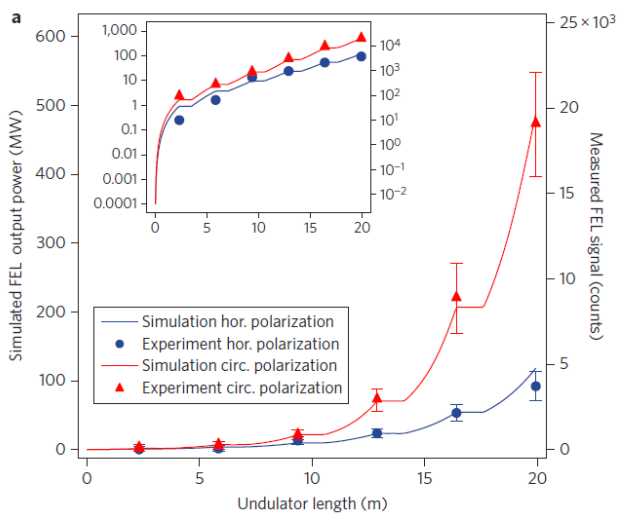 a
600
500
400
300
200
100
0
Simulated FEL output power (MW)
1,000
100
10
1
0.1
0.01
0.001
0.0001
10⁴
10³
10²
10¹
10⁰
10⁻¹
10⁻²
0 5 10 15 20
Simulation hor. polarization
Experiment hor. polarization
Simulation circ. polarization
Experiment circ. polarization
25 × 10³
20
15
10
5
0
Measured FEL signal (counts)
0 5 10 15 20
Undulator length (m)